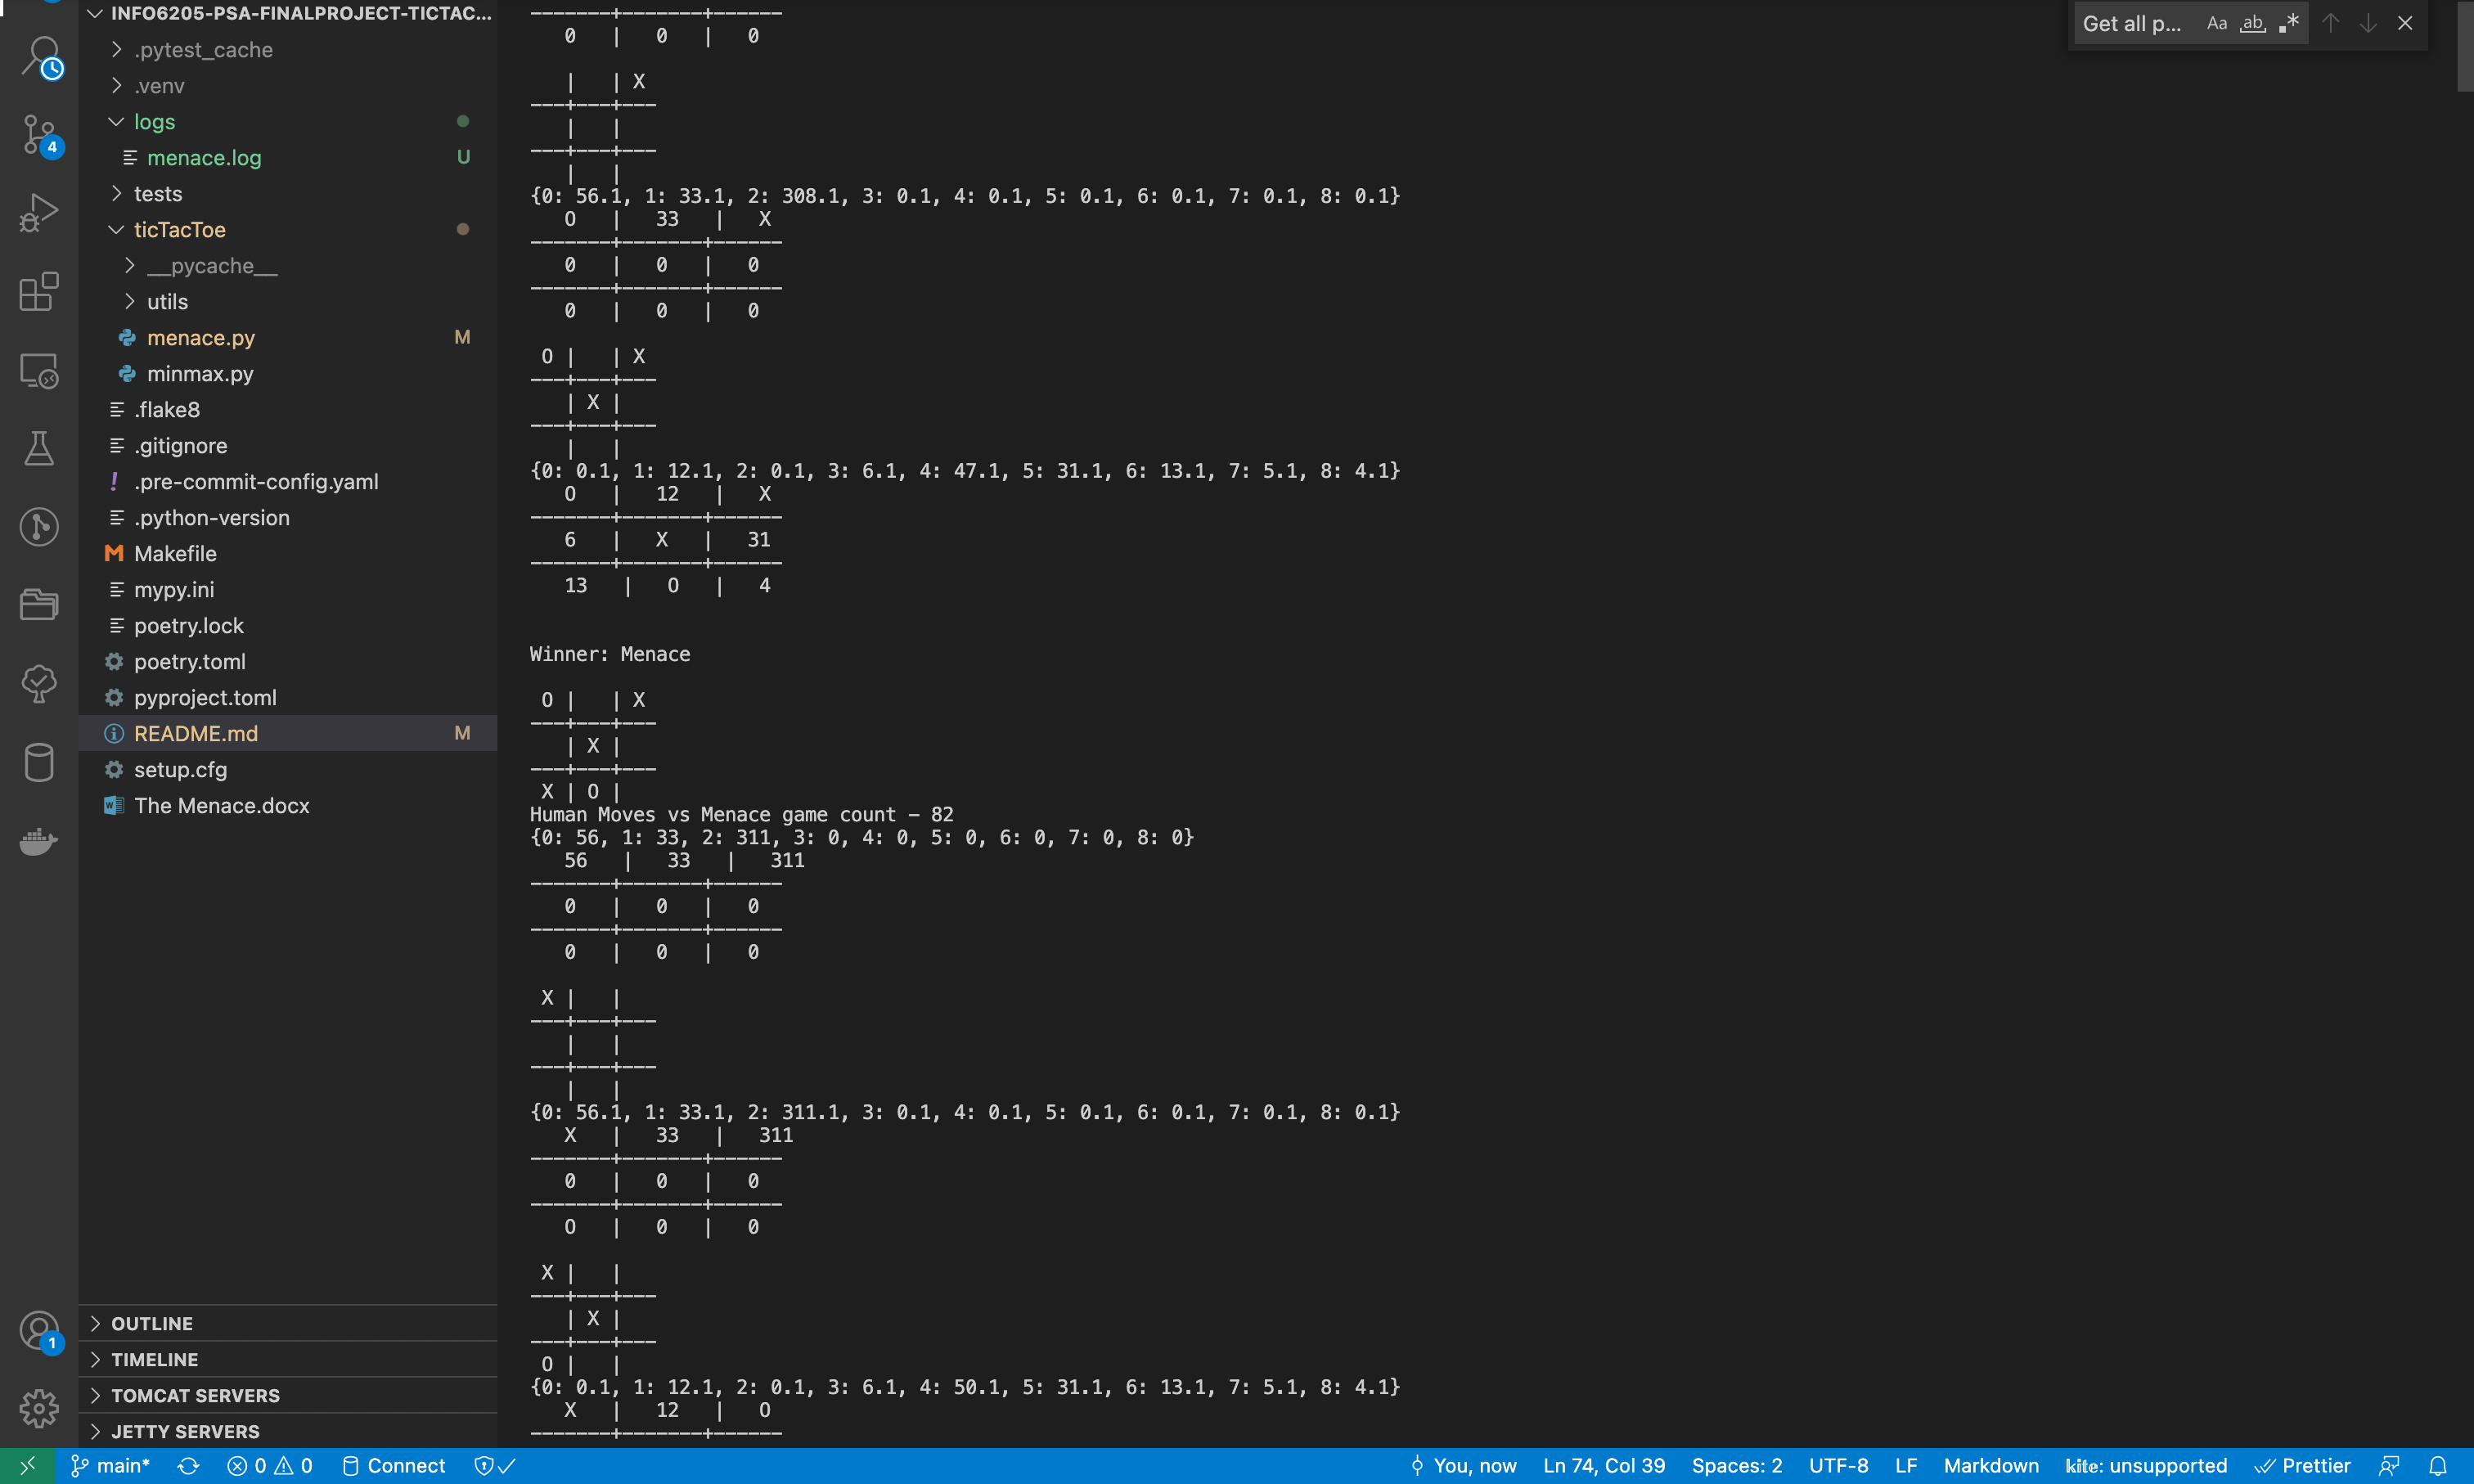 INFO6205-PSA-FINALPROJECT-TICTAC...
.pytest_cache
.venv
logs
menace.log U
tests
ticTacToe
__pycache__
utils
menace.py M
minmax.py
.flake8
.gitignore
! .pre-commit-config.yaml
.python-version
M Makefile
mypy.ini
poetry.lock
poetry.toml
pyproject.toml
README.md M
setup.cfg
The Menace.docx
OUTLINE
TIMELINE
TOMCAT SERVERS
JETTY SERVERS
4
1
Get all p... Aa ab .*
-------+-------+------
0 | 0 | 0
| | X
---+---+---
| |
---+---+---
| |
{0: 56.1, 1: 33.1, 2: 308.1, 3: 0.1, 4: 0.1, 5: 0.1, 6: 0.1, 7: 0.1, 8: 0.1}
O | 33 | X
-------+-------+------
0 | 0 | 0
-------+-------+------
0 | 0 | 0
O | | X
---+---+---
| X |
---+---+---
| |
{0: 0.1, 1: 12.1, 2: 0.1, 3: 6.1, 4: 47.1, 5: 31.1, 6: 13.1, 7: 5.1, 8: 4.1}
O | 12 | X
-------+-------+------
6 | X | 31
-------+-------+------
13 | O | 4
Winner: Menace
O | | X
---+---+---
| X |
---+---+---
X | O |
Human Moves vs Menace game count - 82
{0: 56, 1: 33, 2: 311, 3: 0, 4: 0, 5: 0, 6: 0, 7: 0, 8: 0}
56 | 33 | 311
-------+-------+------
0 | 0 | 0
-------+-------+------
0 | 0 | 0
X | |
---+---+---
| |
---+---+---
| |
{0: 56.1, 1: 33.1, 2: 311.1, 3: 0.1, 4: 0.1, 5: 0.1, 6: 0.1, 7: 0.1, 8: 0.1}
X | 33 | 311
-------+-------+------
0 | 0 | 0
-------+-------+------
O | 0 | 0
X | |
---+---+---
| X |
---+---+---
O | |
{0: 0.1, 1: 12.1, 2: 0.1, 3: 6.1, 4: 50.1, 5: 31.1, 6: 13.1, 7: 5.1, 8: 4.1}
X | 12 | O
-------+-------+------
main* 0 0 Connect You, now Ln 74, Col 39 Spaces: 2 UTF-8 LF Markdown kite: unsupported Prettier